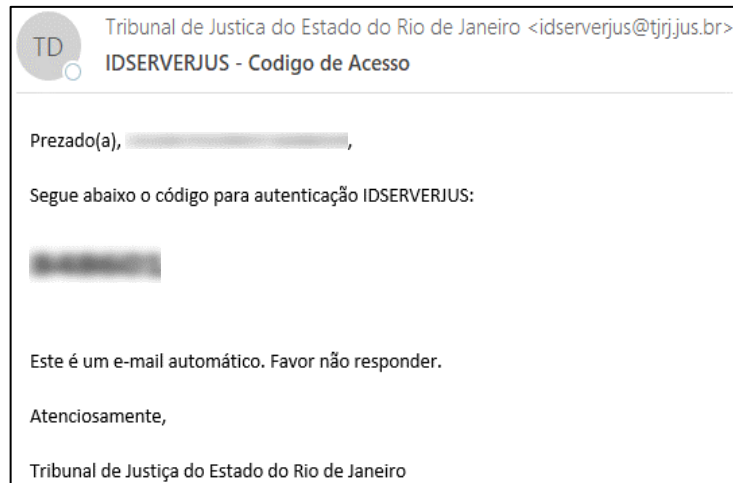 TD
Tribunal de Justica do Estado do Rio de Janeiro <idserverjus@tjrj.jus.br>
IDSERVERJUS - Codigo de Acesso
Prezado(a), ,
Segue abaixo o código para autenticação IDSERVERJUS:
Este é um e-mail automático. Favor não responder.
Atenciosamente,
Tribunal de Justiça do Estado do Rio de Janeiro